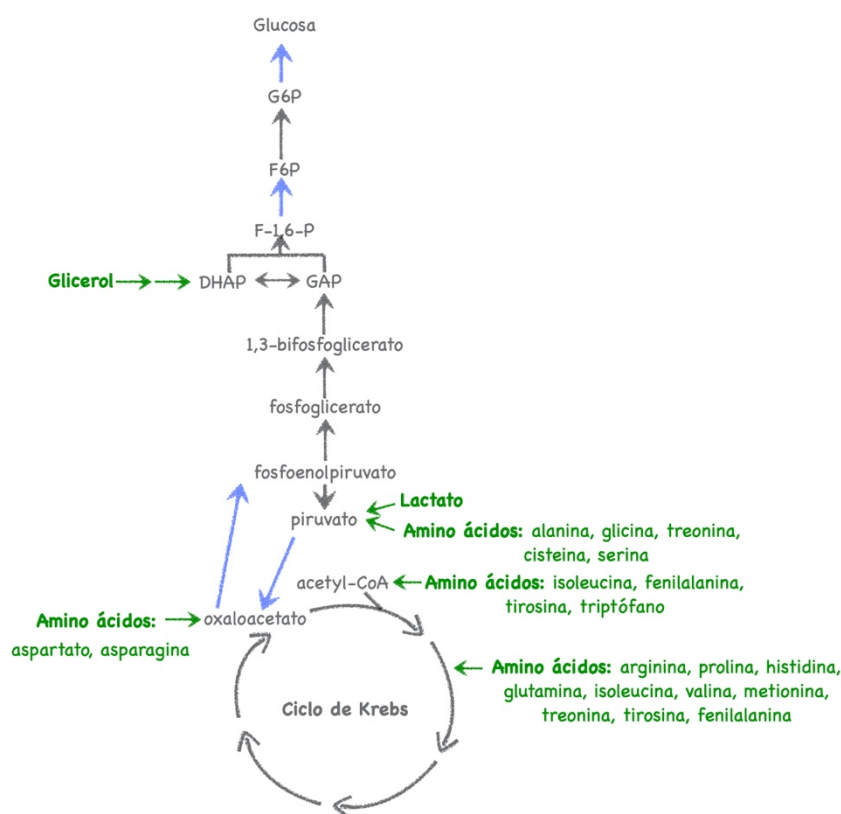 Glucosa
G6P
F6P
F-1,6-P
Glicerol
DHAP
GAP
1,3-bifosfoglicerato
fosfoglicerato
fosfoenolpiruvato
Lactato
piruvato
Amino ácidos: alanina, glicina, treonina,
cisteina, serina
acetyl-CoA
Amino ácidos: isoleucina, fenilalanina,
tirosina, triptófano
Amino ácidos:
oxaloacetato
aspartato, asparagina
Amino ácidos: arginina, prolina, histidina,
glutamina, isoleucina, valina, metionina,
treonina, tirosina, fenilalanina
Ciclo de Krebs